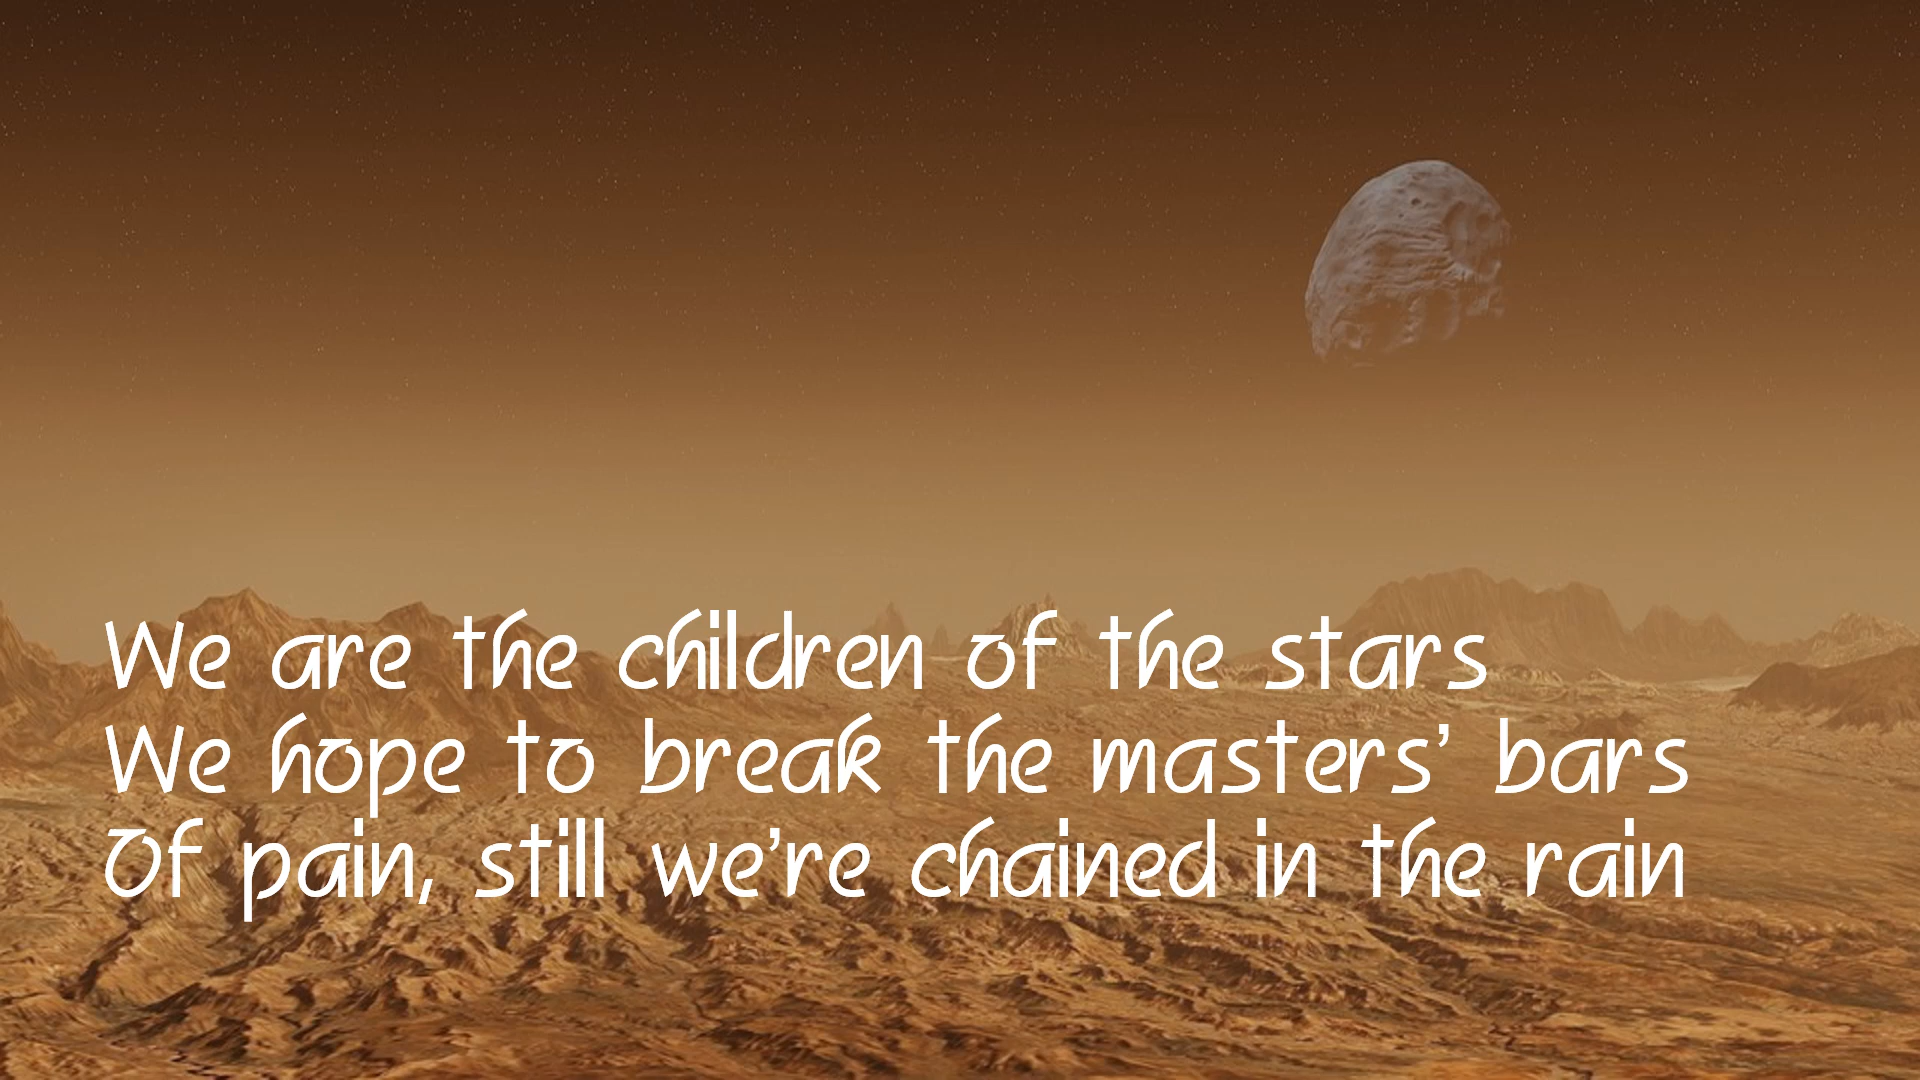 We are the children of the stars
We hope to break the masters’ bars
Of pain, still we’re chained in the rain